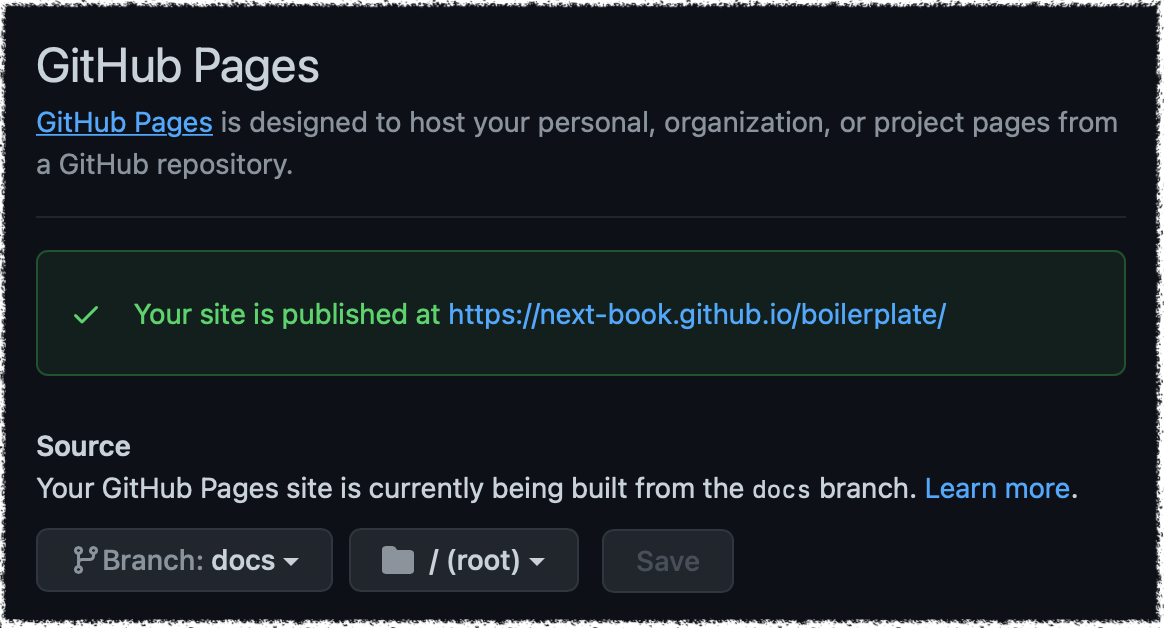 GitHub Pages
GitHub Pages is designed to host your personal, organization, or project pages from
a GitHub repository.
Your site is published at https://next-book.github.io/boilerplate/
Source
Your GitHub Pages site is currently being built from the docs branch. Learn more.
Branch: docs / (root) Save